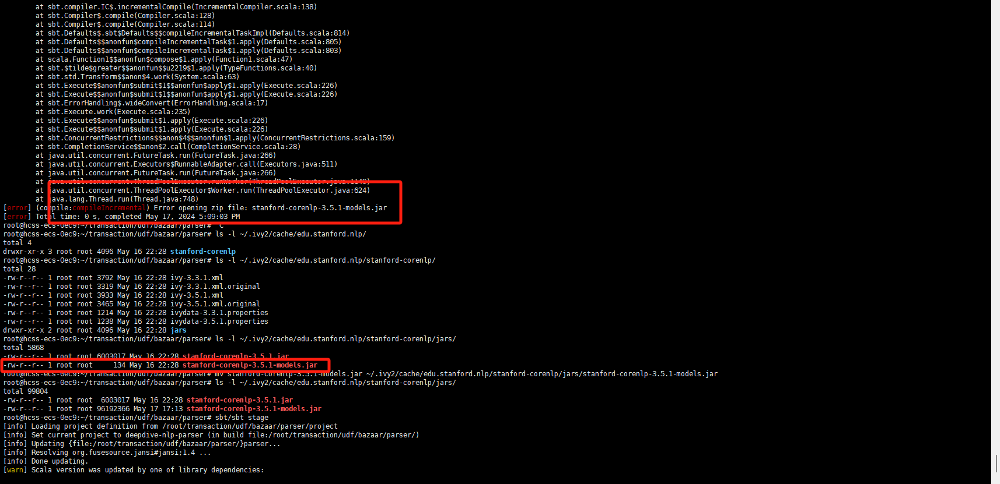 at sbt.compiler.IC$.incrementalCompile(IncrementalCompiler.scala:138)
at sbt.Compiler$.compile(Compiler.scala:128)
at sbt.Compiler$.compile(Compiler.scala:114)
at sbt.Defaults$.sbt$Defaults$$compileIncrementalTaskImpl(Defaults.scala:814)
at sbt.Defaults$$anonfun$compileIncrementalTask$1.apply(Defaults.scala:805)
at sbt.Defaults$$anonfun$compileIncrementalTask$1.apply(Defaults.scala:803)
at scala.Function1$$anonfun$compose$1.apply(Function1.scala:47)
at sbt.$tilde$greater$$anonfun$$u2219$1.apply(TypeFunctions.scala:40)
at sbt.std.Transform$$anon$4.work(System.scala:63)
at sbt.Execute$$anonfun$submit$1$$anonfun$apply$1.apply(Execute.scala:226)
at sbt.Execute$$anonfun$submit$1$$anonfun$apply$1.apply(Execute.scala:226)
at sbt.ErrorHandling$.wideConvert(ErrorHandling.scala:17)
at sbt.Execute.work(Execute.scala:235)
at sbt.Execute$$anonfun$submit$1.apply(Execute.scala:226)
at sbt.Execute$$anonfun$submit$1.apply(Execute.scala:226)
at sbt.ConcurrentRestrictions$$anon$4$$anonfun$1.apply(ConcurrentRestrictions.scala:159)
at sbt.CompletionService$$anon$2.call(CompletionService.scala:28)
at java.util.concurrent.FutureTask.run(FutureTask.java:266)
at java.util.concurrent.Executors$RunnableAdapter.call(Executors.java:511)
at java.util.concurrent.FutureTask.run(FutureTask.java:266)
at java.util.concurrent.ThreadPoolExecutor.runWorker(ThreadPoolExecutor.java:1149)
at java.util.concurrent.ThreadPoolExecutor$Worker.run(ThreadPoolExecutor.java:624)
at java.lang.Thread.run(Thread.java:748)
[error] (compile:compileIncremental) Error opening zip file: stanford-corenlp-3.5.1-models.jar
[error] Total time: 0 s, completed May 17, 2024 5:09:03 PM
root@hcss-ecs-0ec9:~/transaction/udf/bazaar/parser# ^C
root@hcss-ecs-0ec9:~/transaction/udf/bazaar/parser# ls -l ~/.ivy2/cache/edu.stanford.nlp/
total 4
drwxr-xr-x 3 root root 4096 May 16 22:28 stanford-corenlp
root@hcss-ecs-0ec9:~/transaction/udf/bazaar/parser# ls -l ~/.ivy2/cache/edu.stanford.nlp/stanford-corenlp/
total 28
-rw-r--r-- 1 root root 3792 May 16 22:28 ivy-3.3.1.xml
-rw-r--r-- 1 root root 3319 May 16 22:28 ivy-3.3.1.xml.original
-rw-r--r-- 1 root root 3933 May 16 22:28 ivy-3.5.1.xml
-rw-r--r-- 1 root root 3465 May 16 22:28 ivy-3.5.1.xml.original
-rw-r--r-- 1 root root 1214 May 16 22:28 ivydata-3.3.1.properties
-rw-r--r-- 1 root root 1238 May 16 22:28 ivydata-3.5.1.properties
drwxr-xr-x 2 root root 4096 May 16 22:28 jars
root@hcss-ecs-0ec9:~/transaction/udf/bazaar/parser# ls -l ~/.ivy2/cache/edu.stanford.nlp/stanford-corenlp/jars/
total 5868
-rw-r--r-- 1 root root 6003017 May 16 22:28 stanford-corenlp-3.5.1.jar
-rw-r--r-- 1 root root     134 May 16 22:28 stanford-corenlp-3.5.1-models.jar
root@hcss-ecs-0ec9:~/transaction/udf/bazaar/parser# mv stanford-corenlp-3.5.1-models.jar ~/.ivy2/cache/edu.stanford.nlp/stanford-corenlp/jars/stanford-corenlp-3.5.1-models.jar
root@hcss-ecs-0ec9:~/transaction/udf/bazaar/parser# ls -l ~/.ivy2/cache/edu.stanford.nlp/stanford-corenlp/jars/
total 99804
-rw-r--r-- 1 root root  6003017 May 16 22:28 stanford-corenlp-3.5.1.jar
-rw-r--r-- 1 root root 96192366 May 17 17:13 stanford-corenlp-3.5.1-models.jar
root@hcss-ecs-0ec9:~/transaction/udf/bazaar/parser# sbt/sbt stage
[info] Loading project definition from /root/transaction/udf/bazaar/parser/project
[info] Set current project to deepdive-nlp-parser (in build file:/root/transaction/udf/bazaar/parser/)
[info] Updating {file:/root/transaction/udf/bazaar/parser/}parser...
[info] Resolving org.fusesource.jansi#jansi;1.4 ...
[info] Done updating.
[warn] Scala version was updated by one of library dependencies: